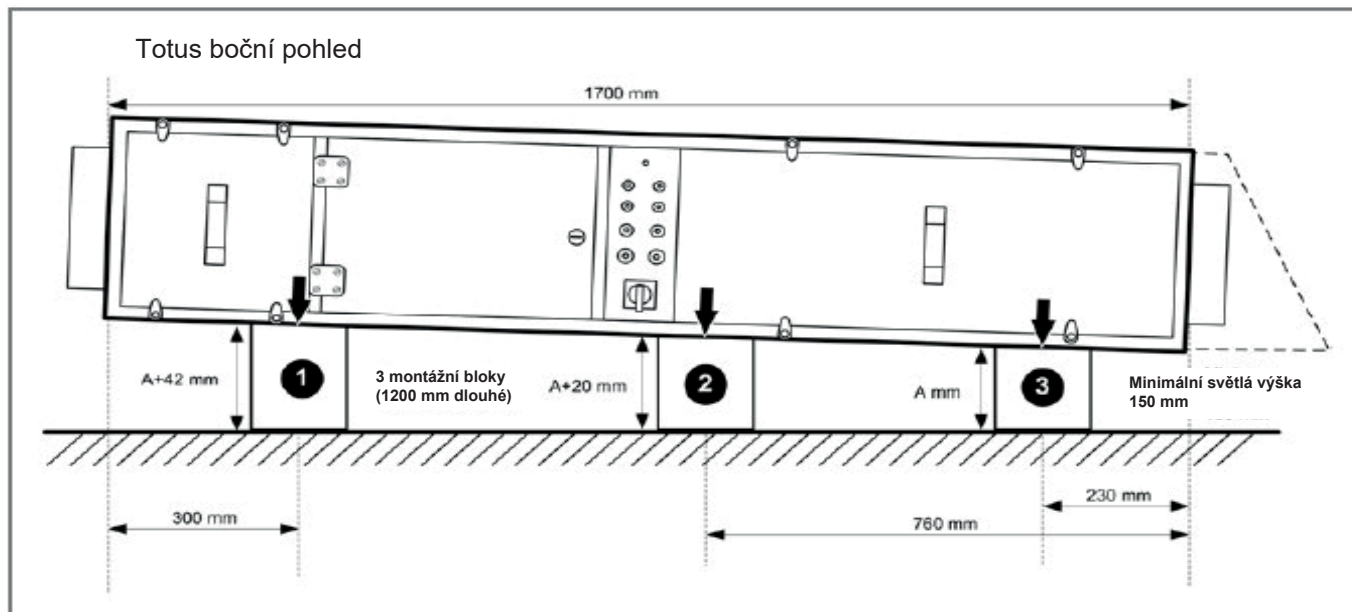 Totus boční pohled
1700 mm
A+42 mm
1
3 montážní bloky
(1200 mm dlouhé)
A+20 mm
2
A mm
3
Minimální světlá výška
150 mm
230 mm
300 mm
760 mm